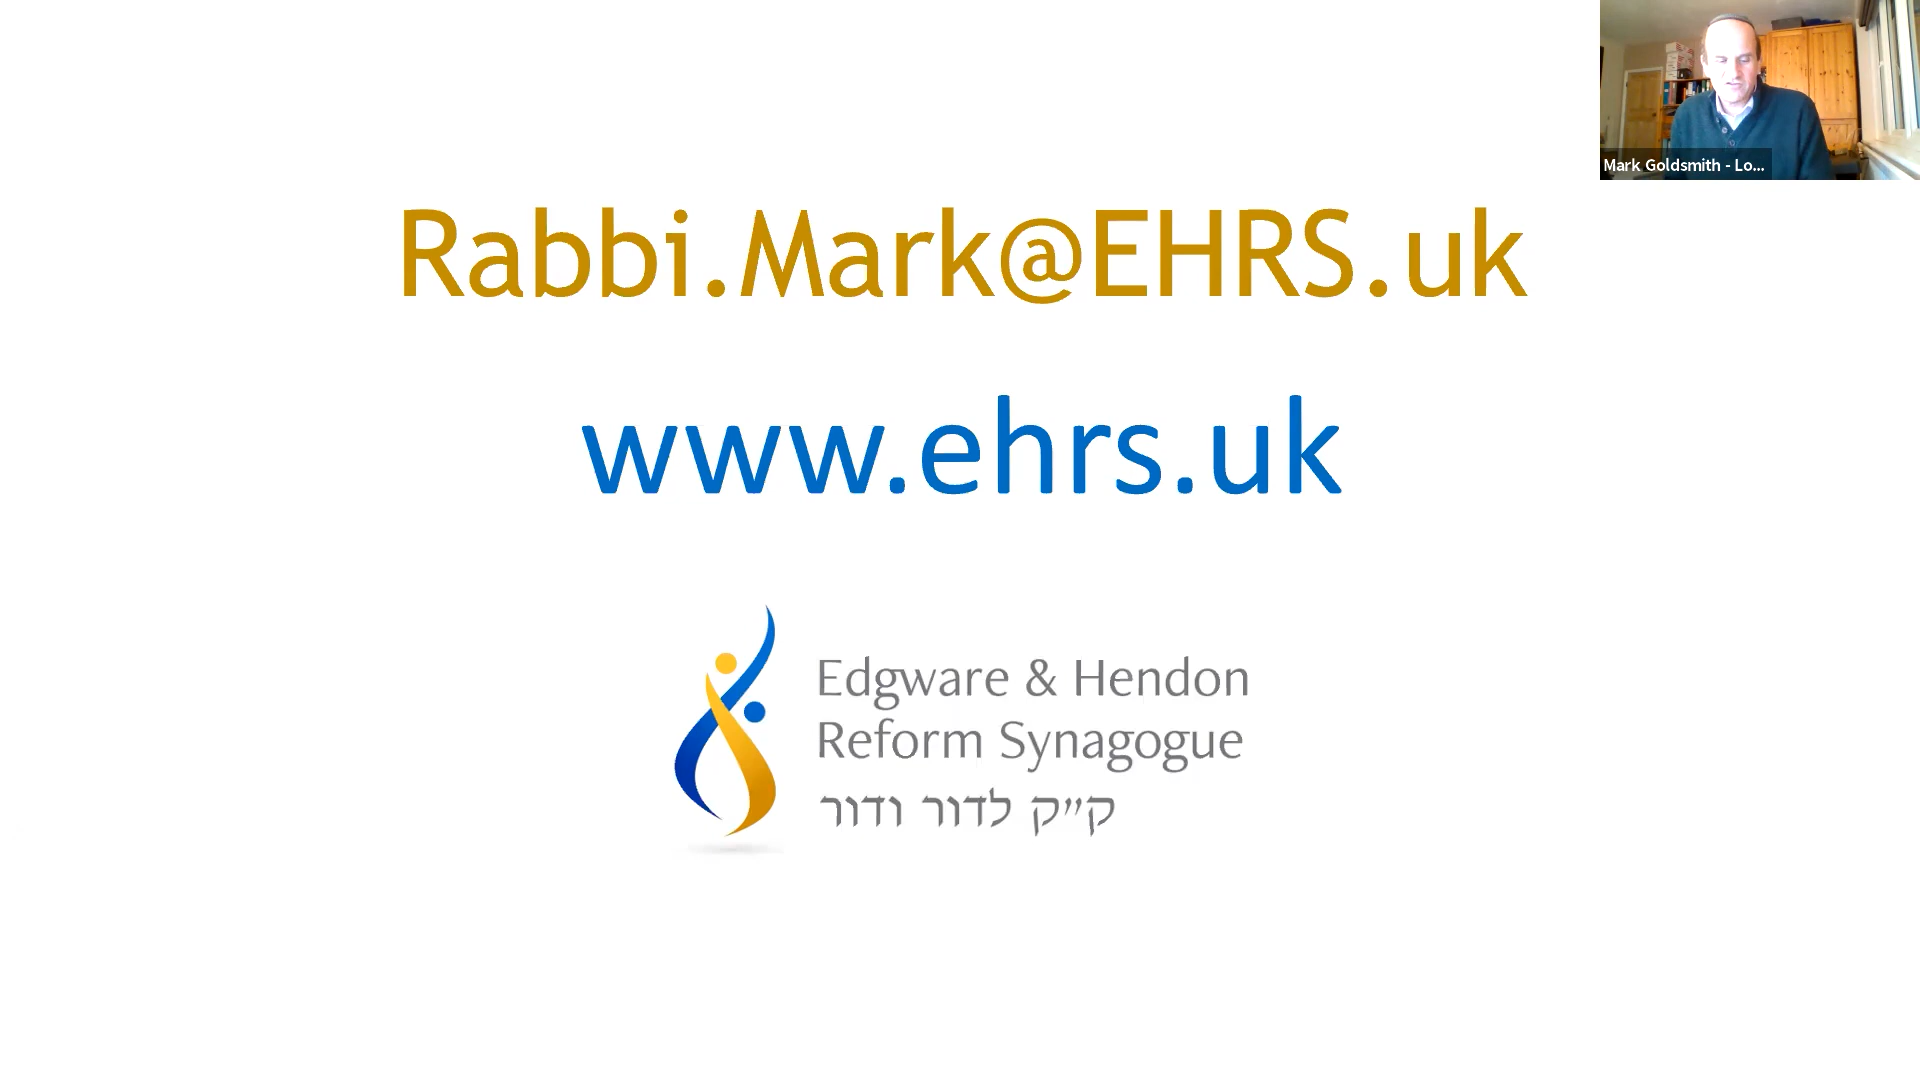 Mark Goldsmith - Lo...
Rabbi.Mark@EHRS.uk
www.ehrs.uk
Edgware & Hendon
Reform Synagogue
ק״ק לדור ודור